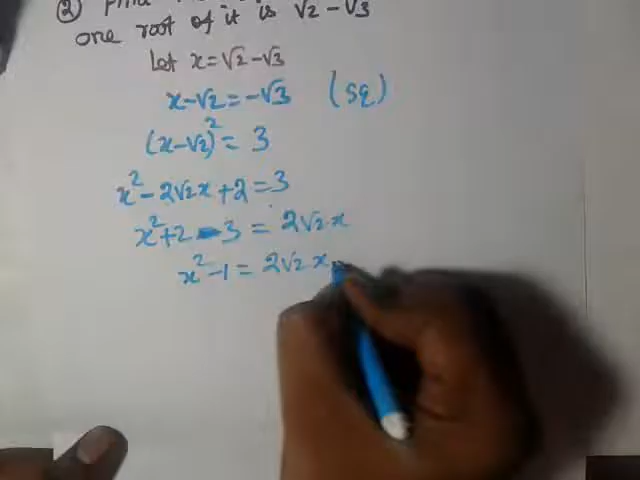 ② Find
one root of it is √2 - √3
Let x = √2 - √3
x - √2 = -√3 (sq)
(x - √2)² = 3
x² - 2√2x + 2 = 3
x² + 2 - 3 = 2√2x
x² - 1 = 2√2x